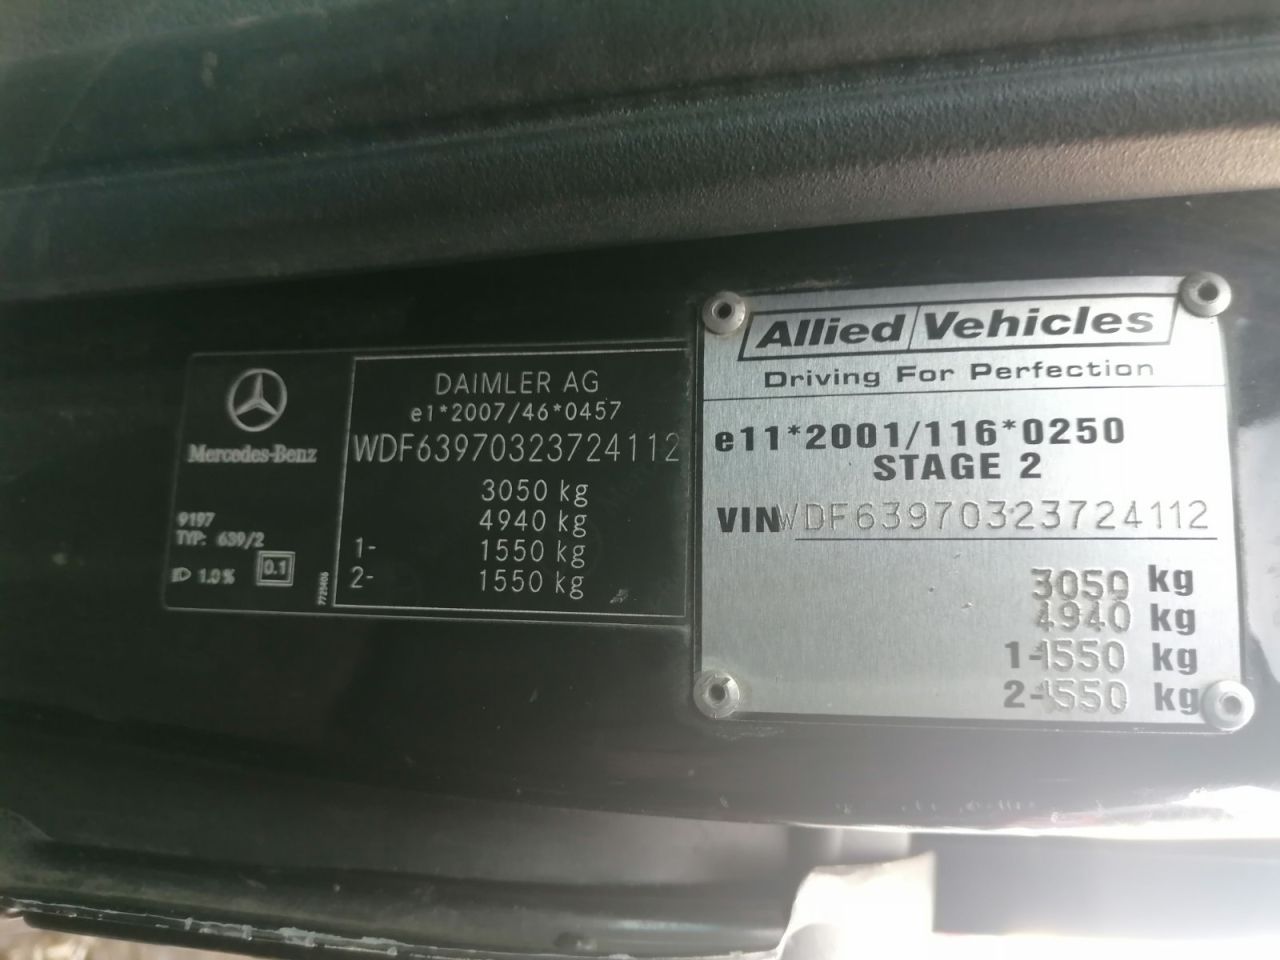 Mercedes-Benz
9197
TYP: 639/2
1.0% 0.1
7725606
DAIMLER AG
e1*2007/46*0457
WDF63970323724112
3050 kg
4940 kg
1- 1550 kg
2- 1550 kg
Allied Vehicles
Driving For Perfection
e11*2001/116*0250
STAGE 2
VIN WDF63970323724112
3050 kg
4940 kg
1-1550 kg
2-1550 kg